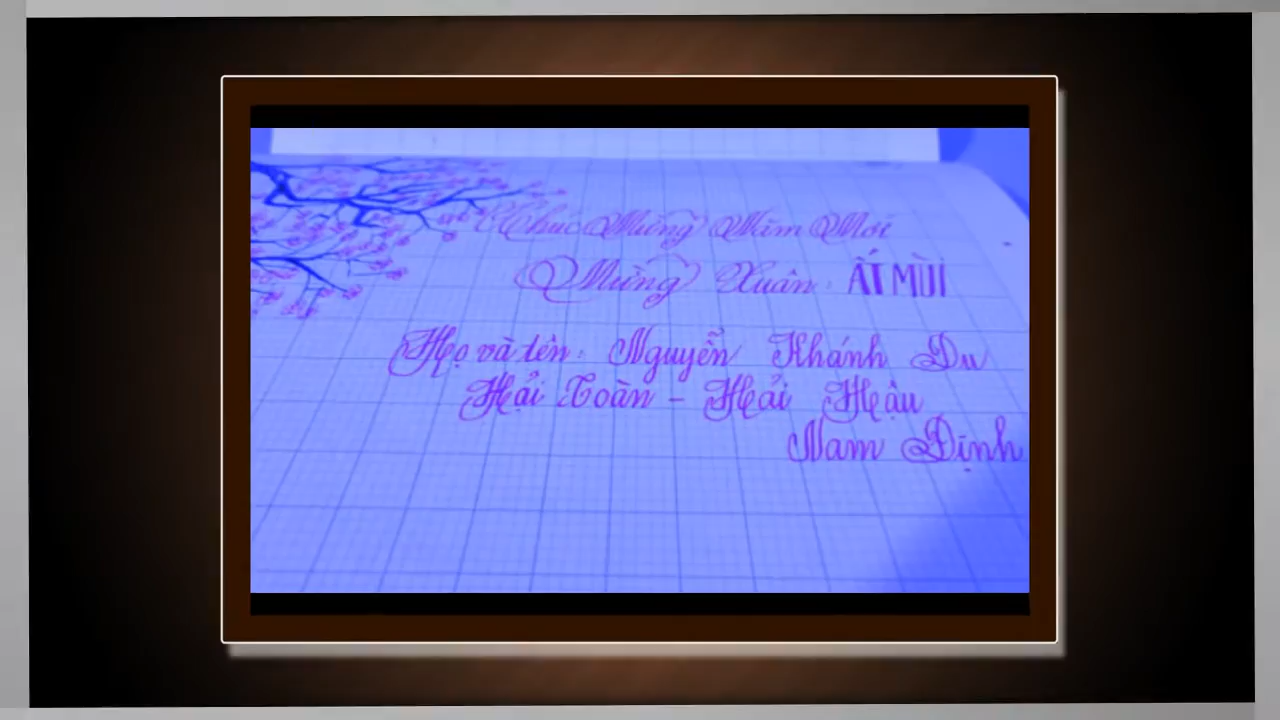 Chúc Mừng Năm Mới
Mừng Xuân: ẤT MÙI
Họ và tên: Nguyễn Khánh Du
Hải Toàn - Hải Hậu
Nam Định